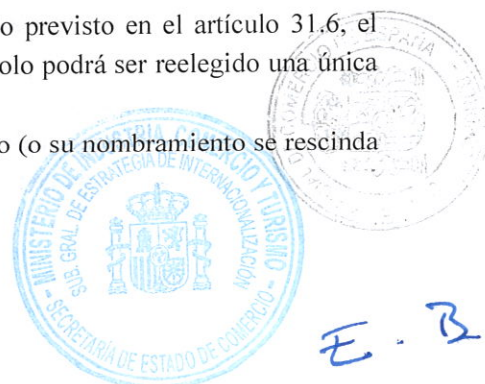 o previsto en el artículo 31.6, el
olo podrá ser reelegido una única
o (o su nombramiento se rescinda
MINISTERIO DE INDUSTRIA, COMERCIO Y TURISMO
SUB. GRAL. DE ESTRATEGIA DE INTERNACIONALIZACIÓN
SECRETARÍA DE ESTADO DE COMERCIO
E. B